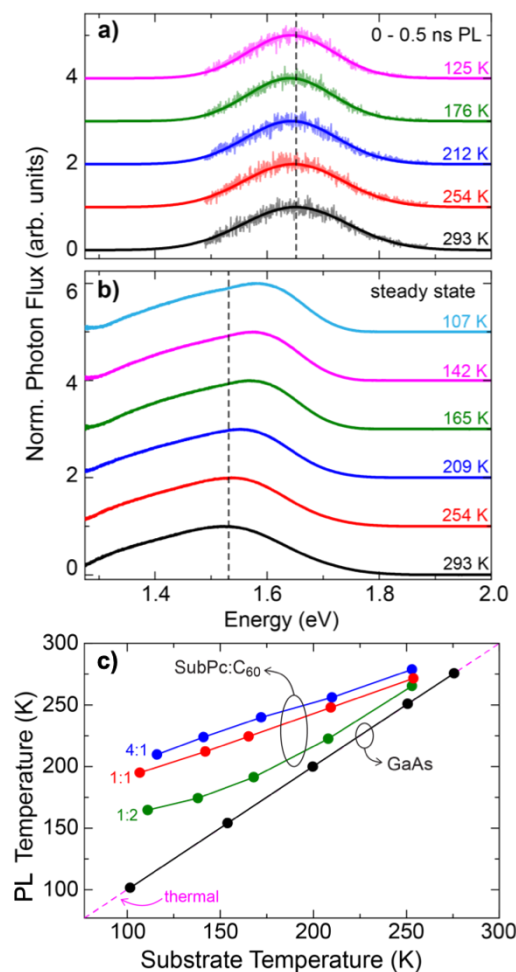 a)
0 - 0.5 ns PL
125 K
4
176 K
212 K
2
254 K
0
293 K
b)
steady state
6
107 K
142 K
4
165 K
209 K
2
254 K
0
293 K
Norm. Photon Flux (arb. units)
1.4 1.6 1.8 2.0
Energy (eV)
c)
300
SubPc:C60
250
4:1
200
1:1
GaAs
1:2
150
100
thermal
PL Temperature (K)
100 150 200 250 300
Substrate Temperature (K)